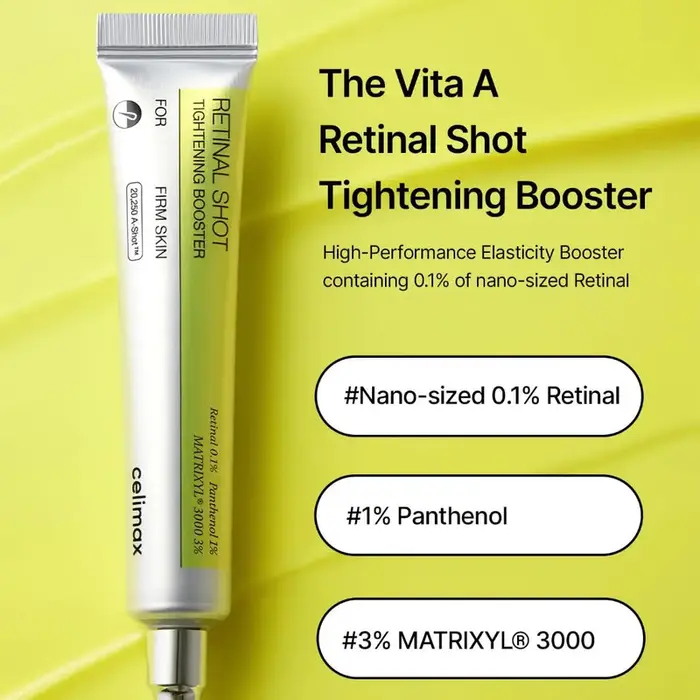 The Vita A
Retinal Shot
Tightening Booster
High-Performance Elasticity Booster
containing 0.1% of nano-sized Retinal
#Nano-sized 0.1% Retinal
#1% Panthenol
#3% MATRIXYL® 3000
RETINAL SHOT
TIGHTENING BOOSTER
FOR FIRM SKIN
20,250 A-Shot™
Retinal 0.1% Panthenol 1%
MATRIXYL® 3000 3%
celimax